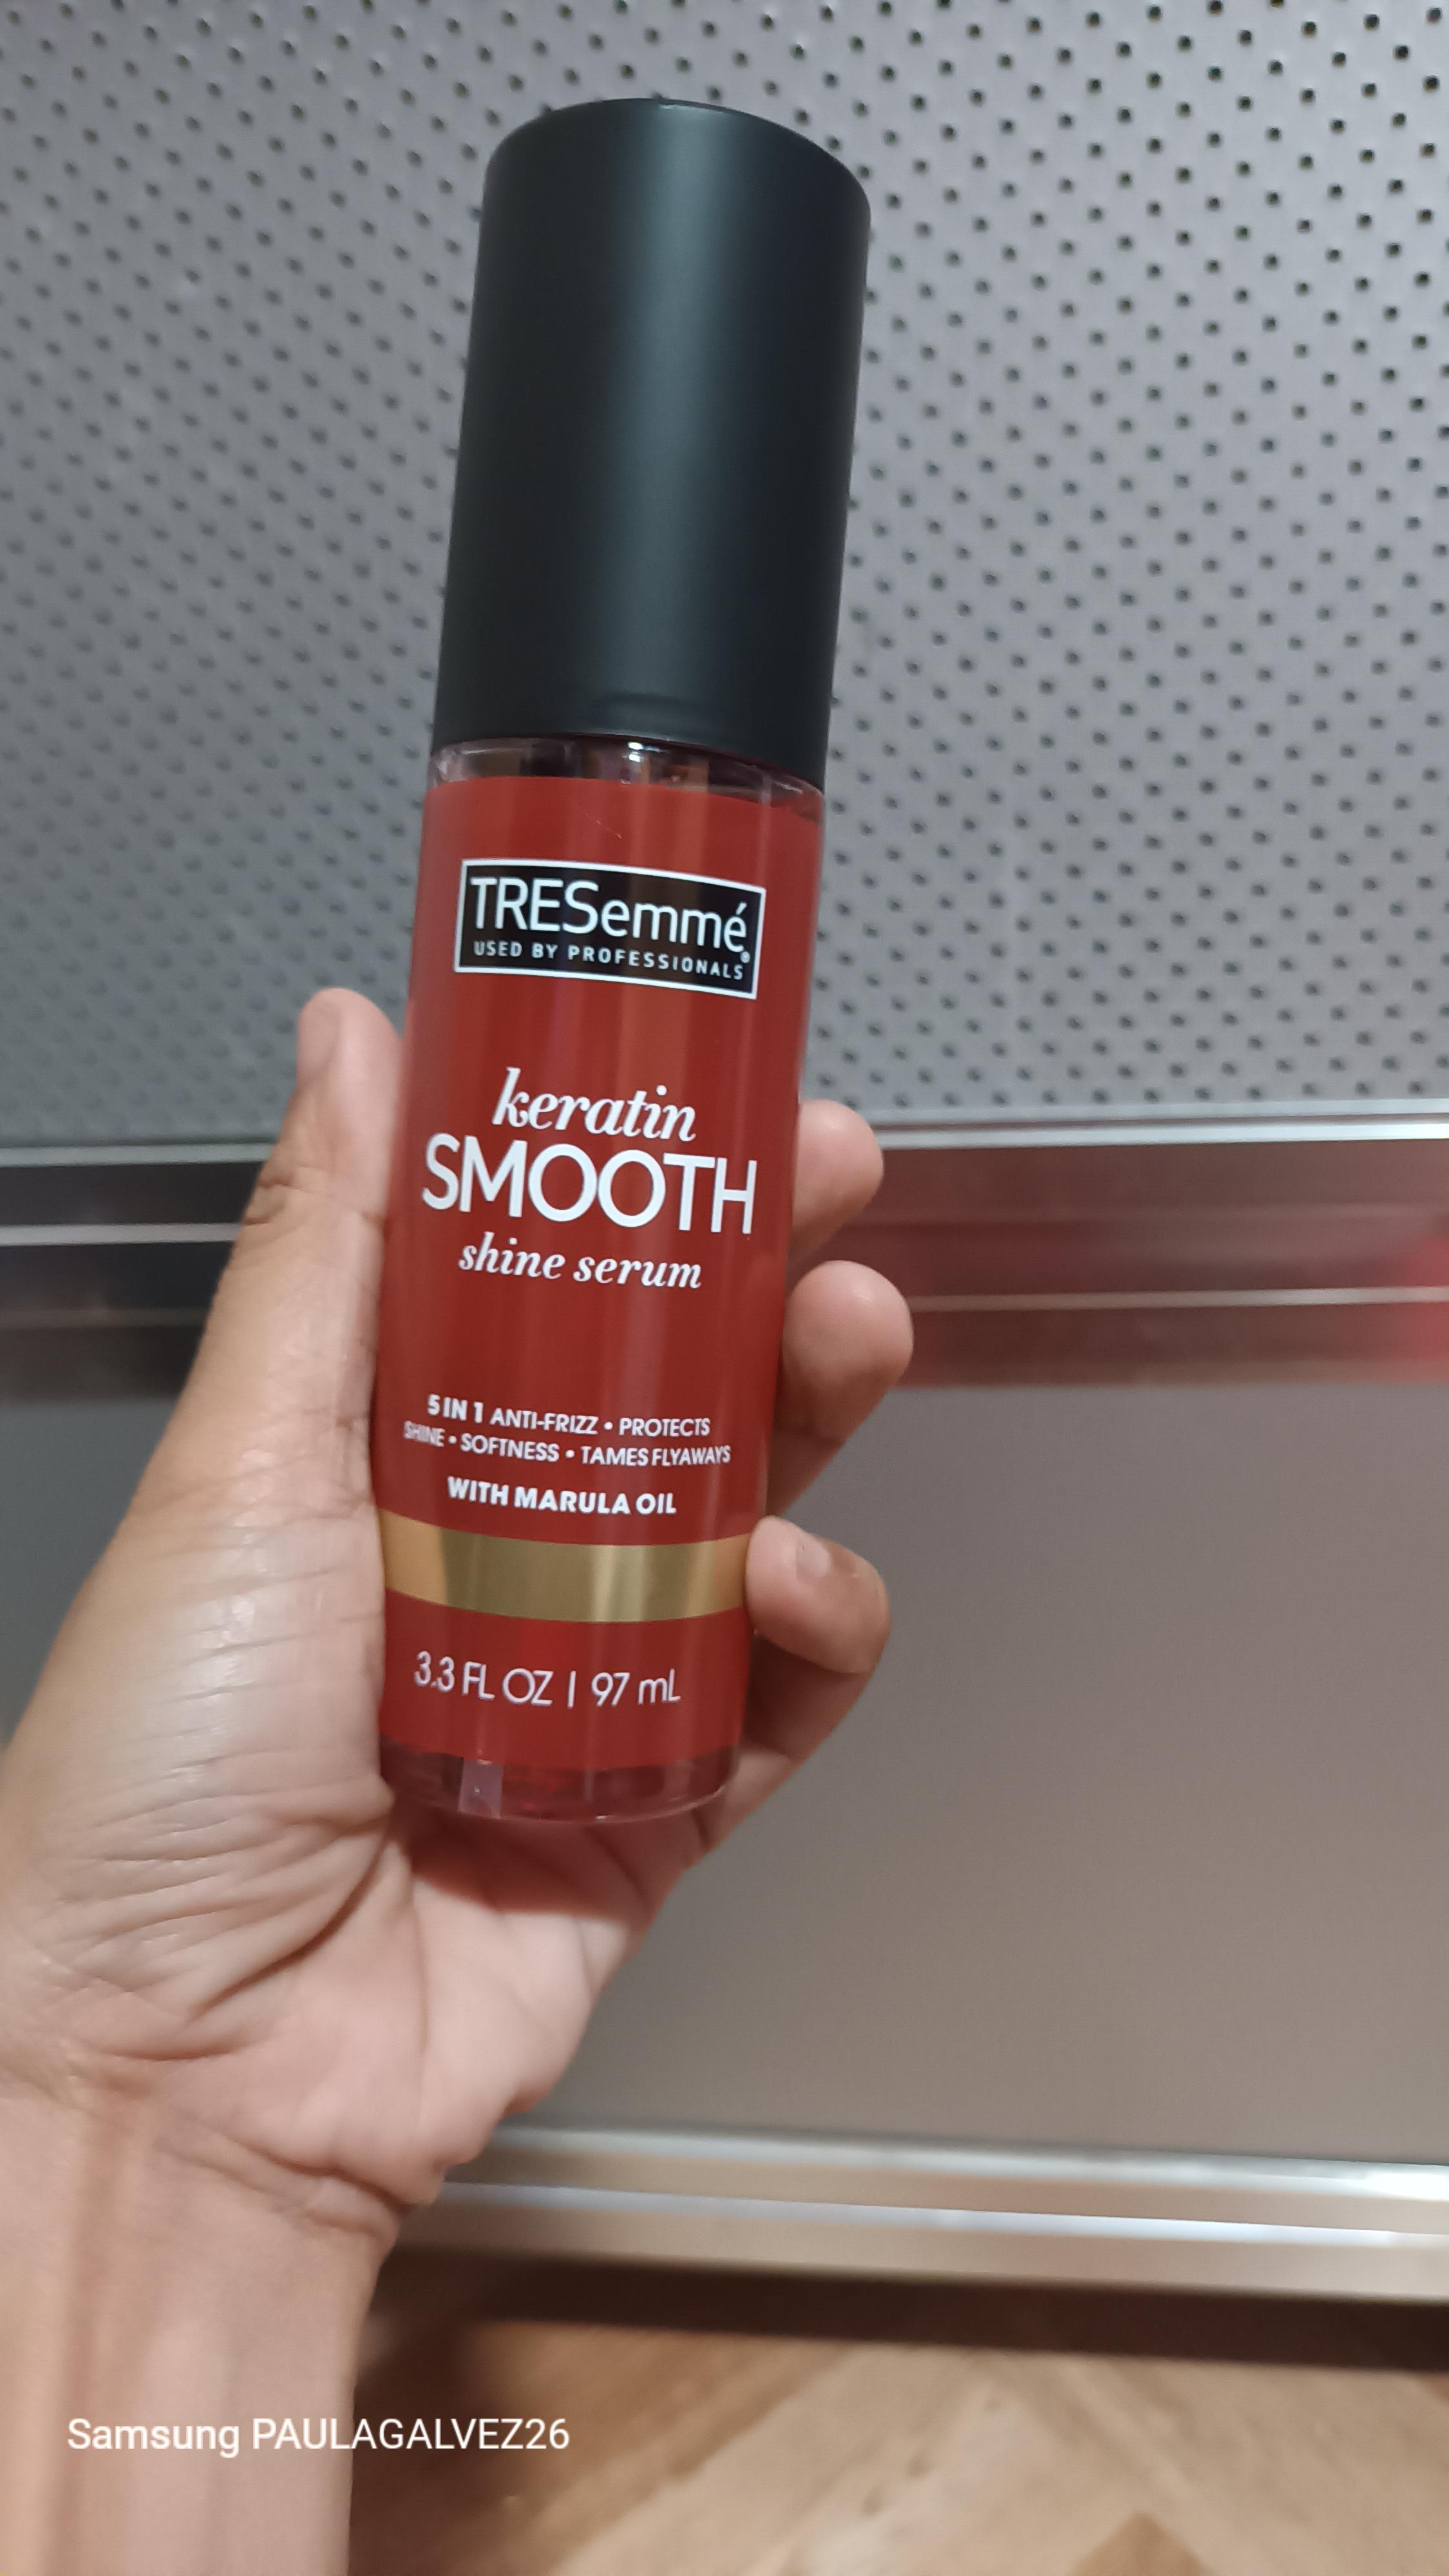 TRESemmé®
USED BY PROFESSIONALS
keratin
SMOOTH
shine serum
5 IN 1 ANTI-FRIZZ • PROTECTS
SHINE • SOFTNESS • TAMES FLYAWAYS
WITH MARULA OIL
3.3 FL OZ | 97 mL
Samsung PAULAGALVEZ26